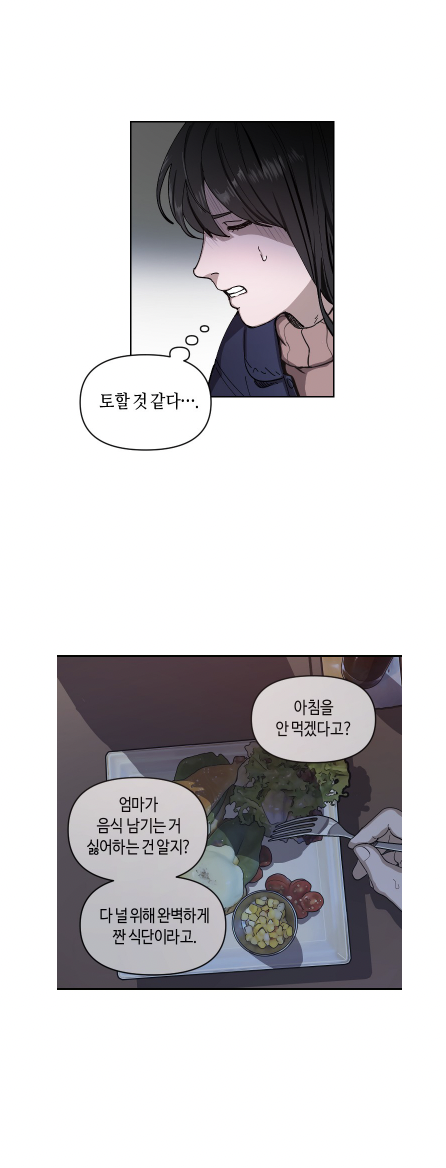 토할 것 같다….
아침을
안 먹겠다고?
엄마가
음식 남기는 거
싫어하는 건 알지?
다 널 위해 완벽하게
짠 식단이라고.